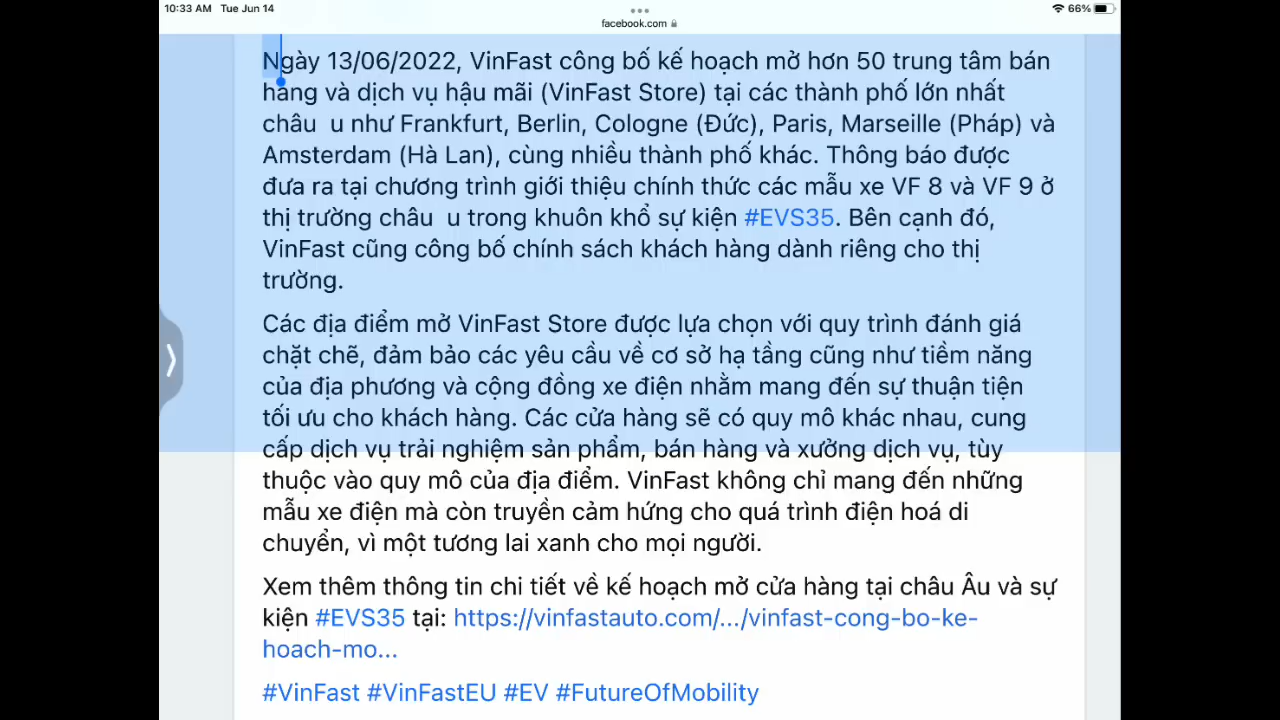 10:33 AM Tue Jun 14
66%
facebook.com
Ngày 13/06/2022, VinFast công bố kế hoạch mở hơn 50 trung tâm bán
hàng và dịch vụ hậu mãi (VinFast Store) tại các thành phố lớn nhất
châu  u như Frankfurt, Berlin, Cologne (Đức), Paris, Marseille (Pháp) và
Amsterdam (Hà Lan), cùng nhiều thành phố khác. Thông báo được
đưa ra tại chương trình giới thiệu chính thức các mẫu xe VF 8 và VF 9 ở
thị trường châu  u trong khuôn khổ sự kiện #EVS35. Bên cạnh đó,
VinFast cũng công bố chính sách khách hàng dành riêng cho thị
trường.
Các địa điểm mở VinFast Store được lựa chọn với quy trình đánh giá
chặt chẽ, đảm bảo các yêu cầu về cơ sở hạ tầng cũng như tiềm năng
của địa phương và cộng đồng xe điện nhằm mang đến sự thuận tiện
tối ưu cho khách hàng. Các cửa hàng sẽ có quy mô khác nhau, cung
cấp dịch vụ trải nghiệm sản phẩm, bán hàng và xưởng dịch vụ, tùy
thuộc vào quy mô của địa điểm. VinFast không chỉ mang đến những
mẫu xe điện mà còn truyền cảm hứng cho quá trình điện hoá di
chuyển, vì một tương lai xanh cho mọi người.
Xem thêm thông tin chi tiết về kế hoạch mở cửa hàng tại châu Âu và sự
kiện #EVS35 tại: https://vinfastauto.com/.../vinfast-cong-bo-ke-
hoach-mo...
#VinFast #VinFastEU #EV #FutureOfMobility